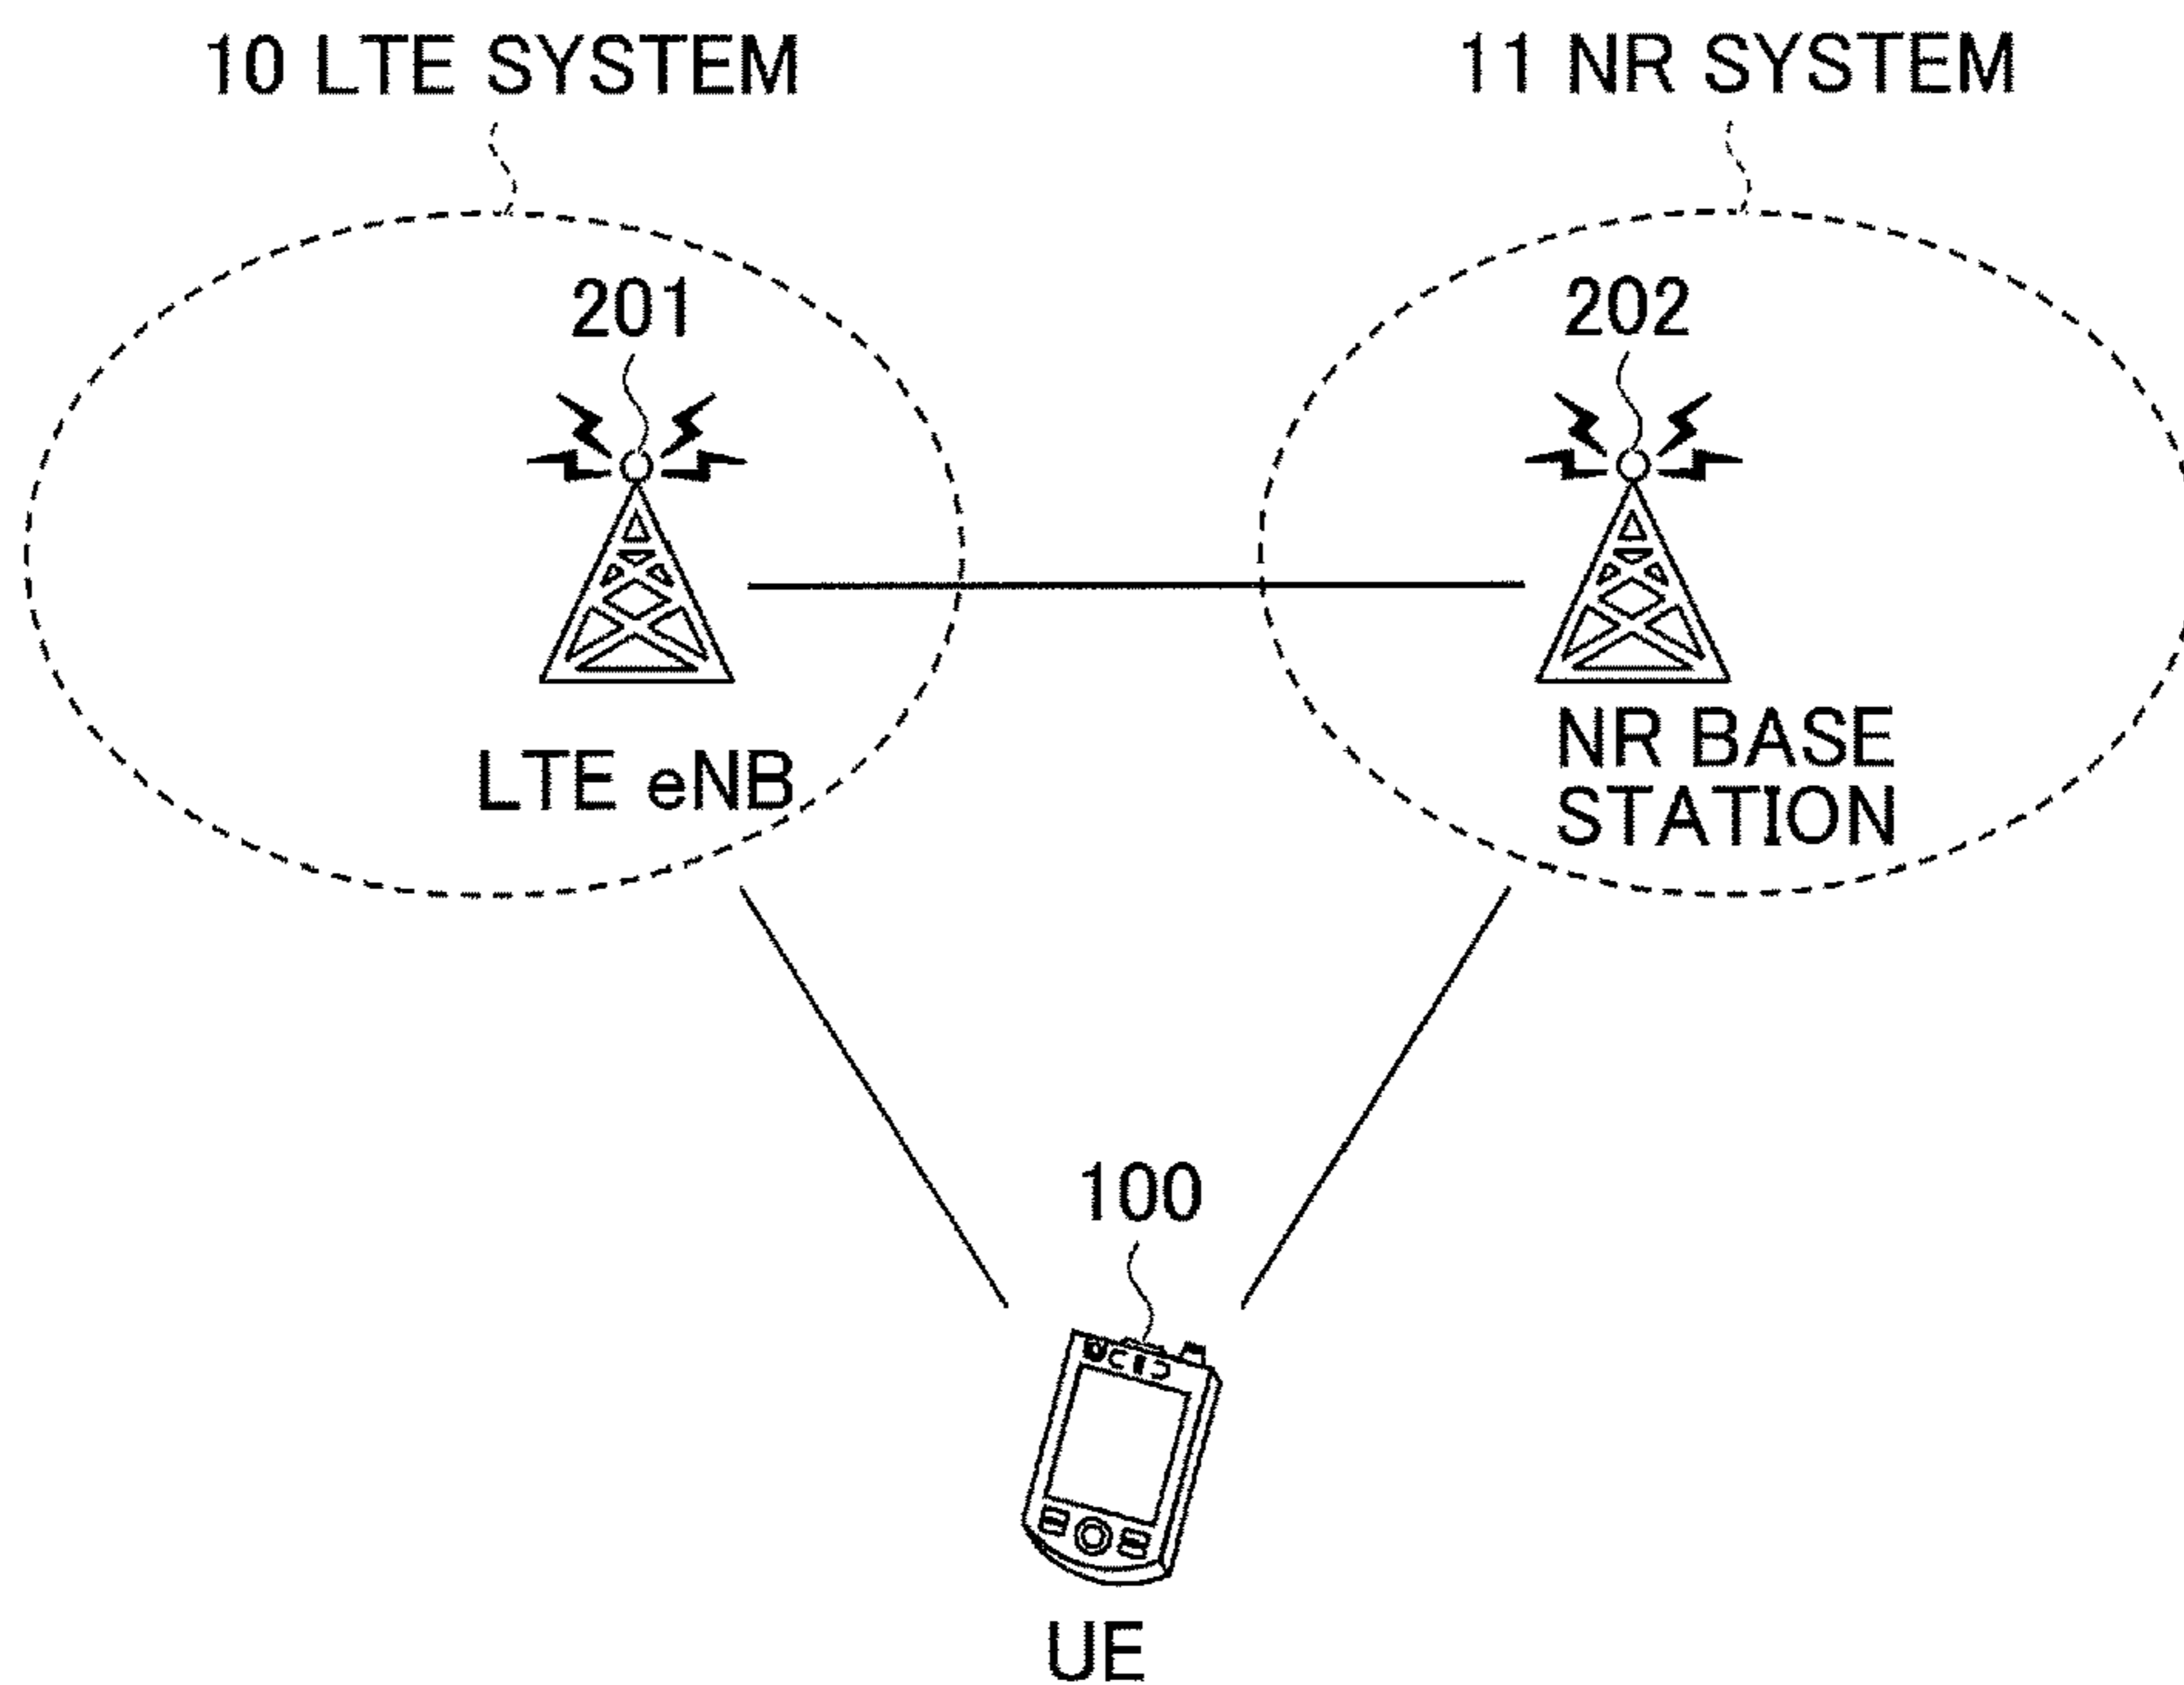 10 LTE SYSTEM
11 NR SYSTEM
201
202
LTE eNB
NR BASE
STATION
100
UE